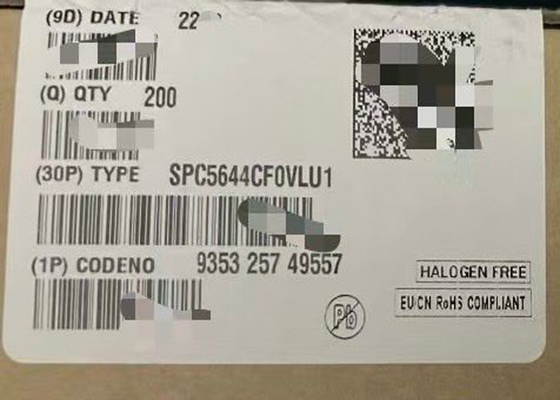 (9D) DATE 22
(Q) QTY 200
(30P) TYPE SPC5644CF0VLU1
(1P) CODENO 9353 257 49557
HALOGEN FREE
EU/CN RoHS COMPLIANT
Pb